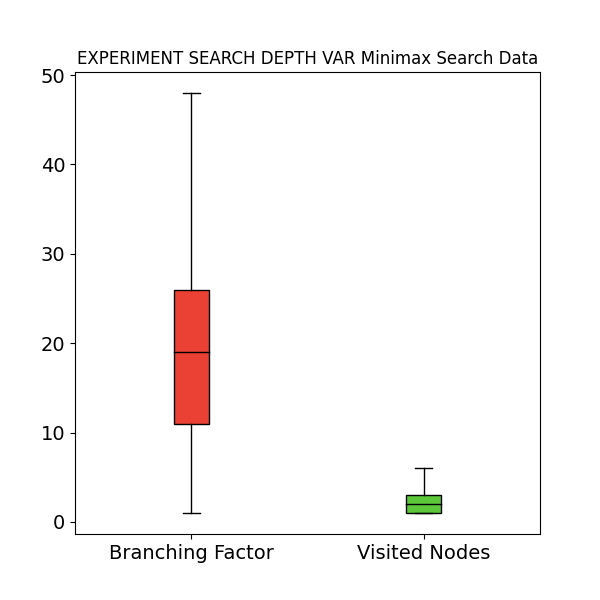 EXPERIMENT SEARCH DEPTH VAR Minimax Search Data
50
40
30
20
10
0
Branching Factor
Visited Nodes